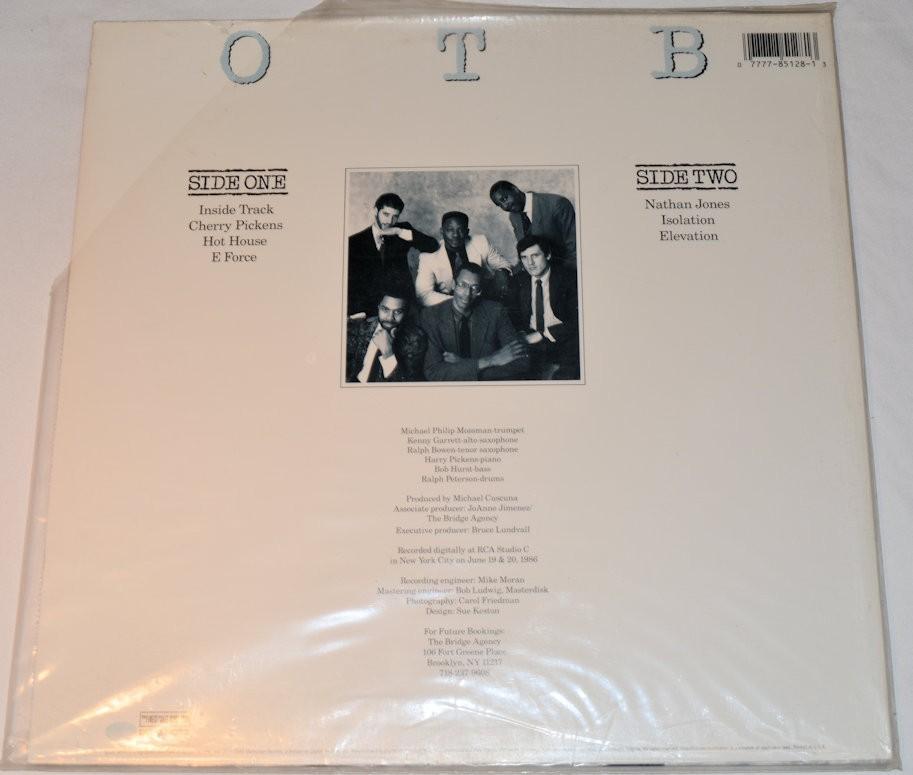 O T B
0 7777-85128-1 3
SIDE ONE
Inside Track
Cherry Pickens
Hot House
E Force
SIDE TWO
Nathan Jones
Isolation
Elevation
Michael Philip Mossman-trumpet
Kenny Garrett-alto-saxophone
Ralph Bowen-tenor saxophone
Harry Pickens-piano
Bob Hurst-bass
Ralph Peterson-drums
Produced by Michael Cuscuna
Associate producer: JoAnne Jimenez/
The Bridge Agency
Executive producer: Bruce Lundvall
Recorded digitally at RCA Studio C
in New York City on June 19 & 20, 1986
Recording engineer: Mike Moran
Mastering engineer: Bob Ludwig, Masterdisk
Photography: Carol Friedman
Design: Sue Keston
For Future Bookings:
The Bridge Agency
106 Fort Greene Place
Brooklyn, NY 11217
718-237-9608